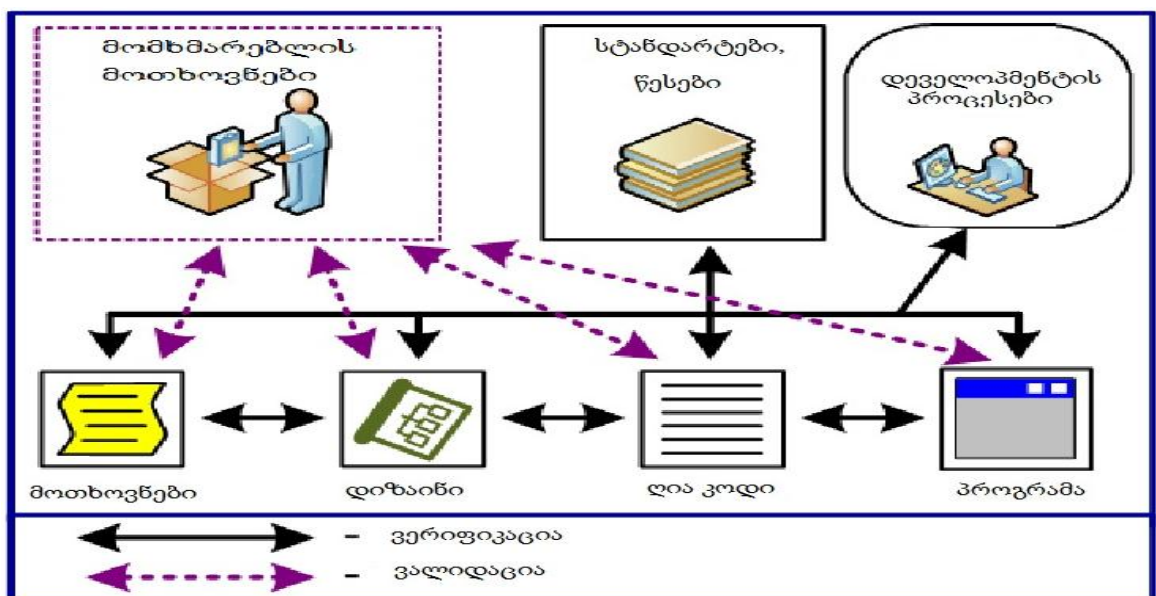 მომხმარებლის
მოთხოვნები
სტანდარტები,
წესები
დეველოპმენტის
პროცესები
მოთხოვნები
დიზაინი
ღია კოდი
პროგრამა
- ვერიფიკაცია
- ვალიდაცია